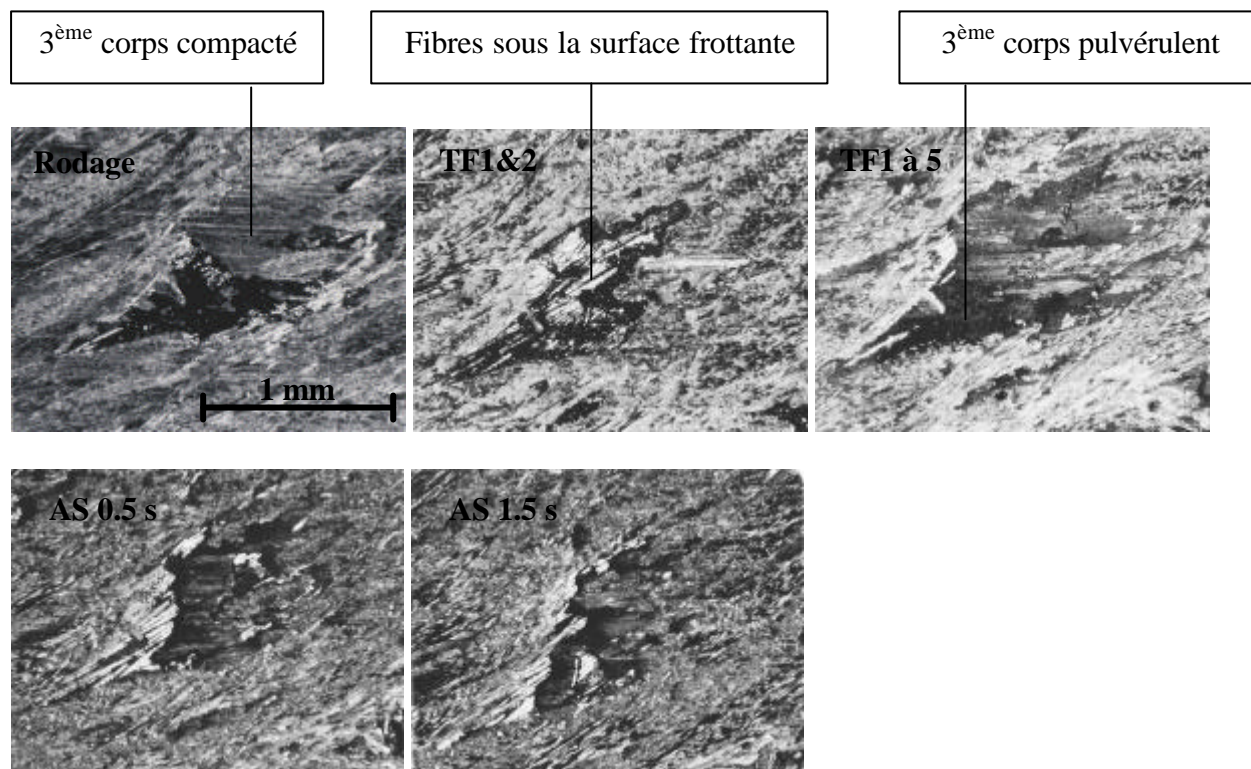 3ème corps compacté
Fibres sous la surface frottante
3ème corps pulvérulent
Rodage
TF1&2
TF1 à 5
1 mm
AS 0.5 s
AS 1.5 s